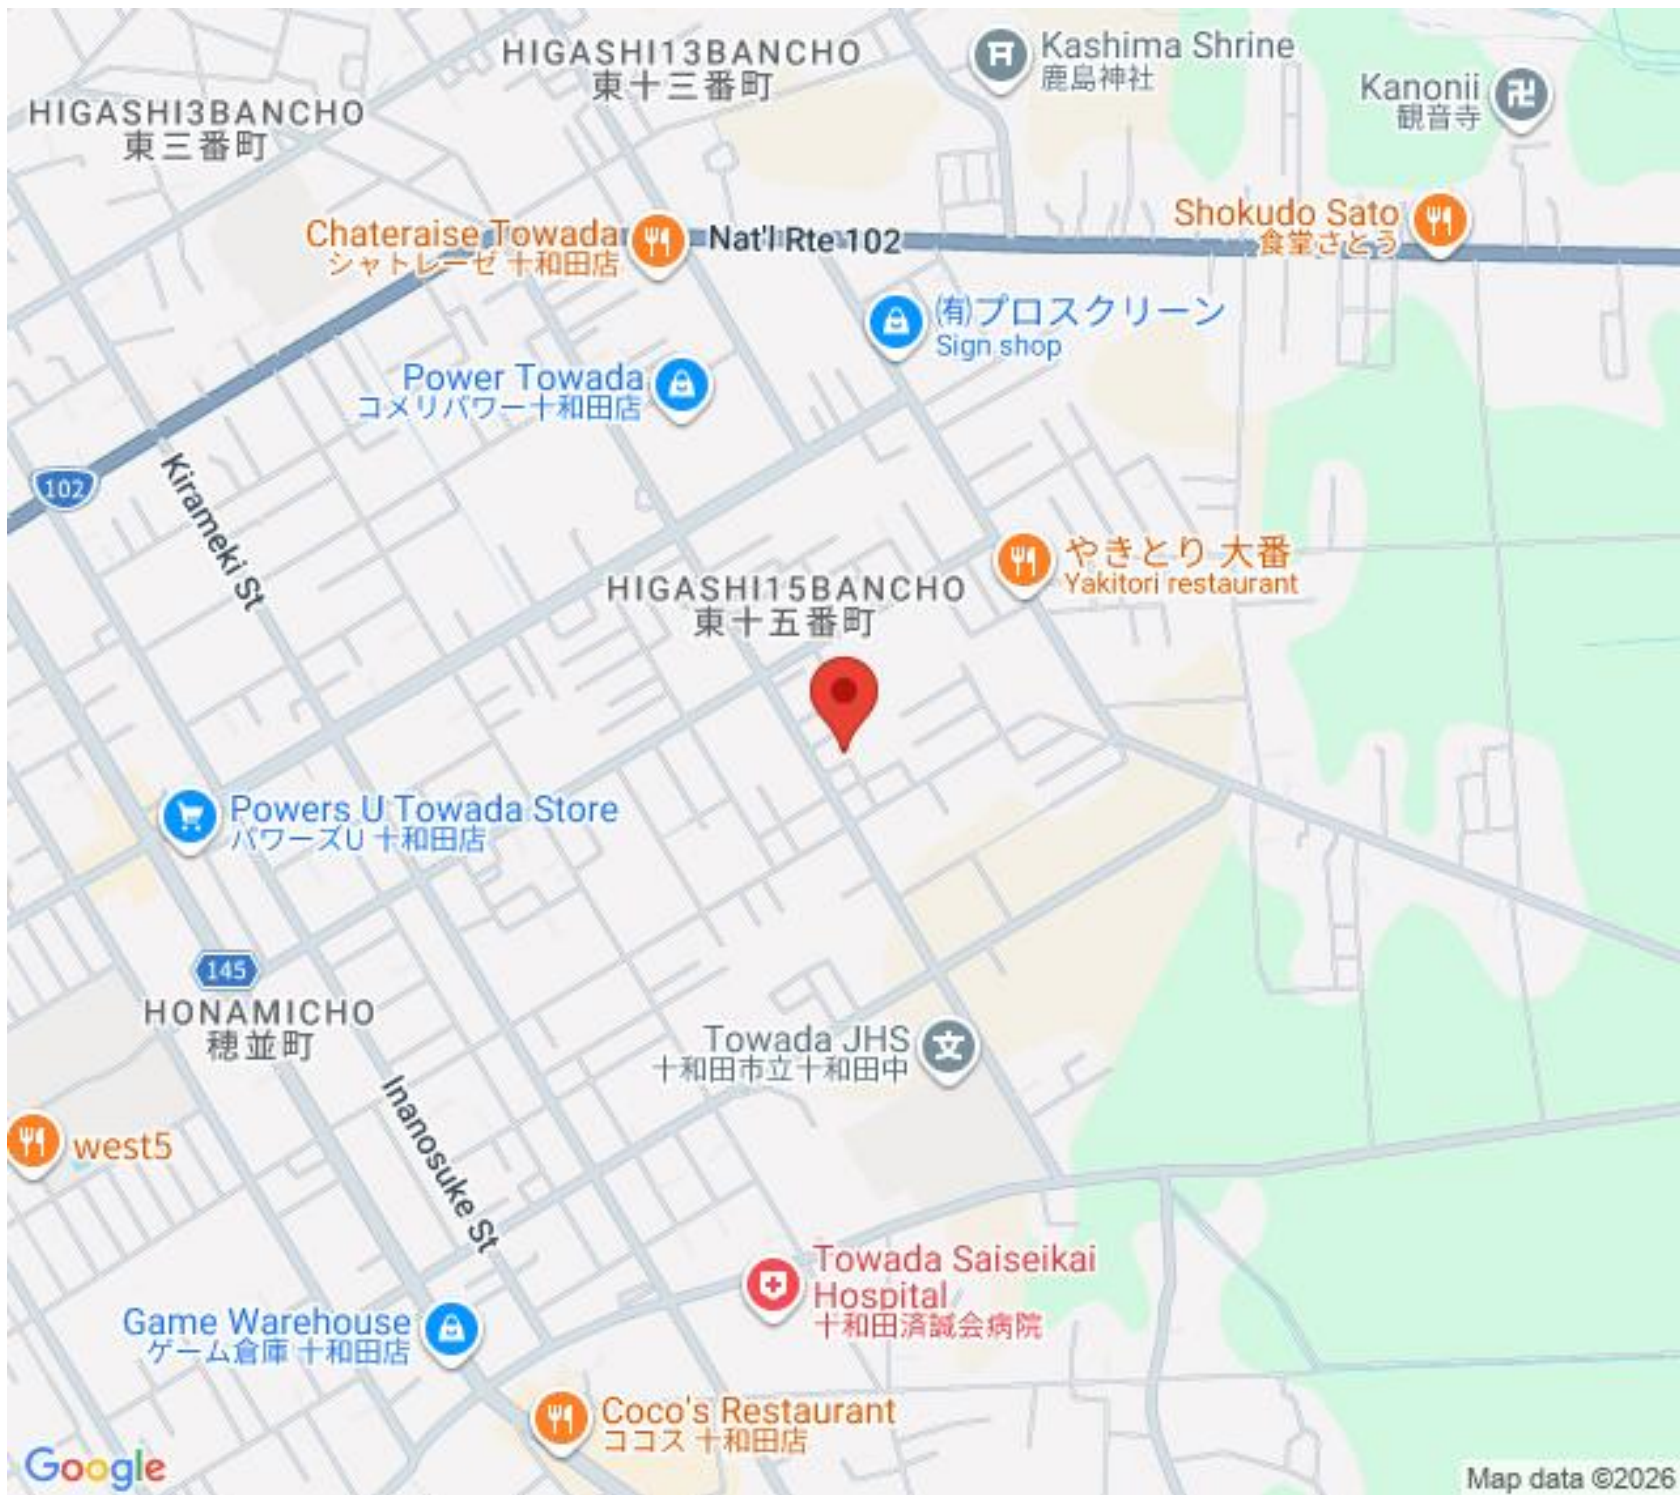 HIGASHI13BANCHO
東十三番町
Kashima Shrine
鹿島神社
Kanonji
観音寺
HIGASHI3BANCHO
東三番町
Chateraise Towada
シャトレーゼ 十和田店
Nat'l Rte 102
Shokudo Sato
食堂さとう
㈲プロスクリーン
Sign shop
Power Towada
コメリパワー十和田店
102
Kirameki St
やきとり 大番
Yakitori restaurant
HIGASHI15BANCHO
東十五番町
Powers U Towada Store
パワーズU 十和田店
145
HONAMICHO
穂並町
Towada JHS
十和田市立十和田中
文
Inanosuke St
west5
Towada Saiseikai
Hospital
十和田済誠会病院
Game Warehouse
ゲーム倉庫 十和田店
Coco's Restaurant
ココス 十和田店
Google
Map data ©2026